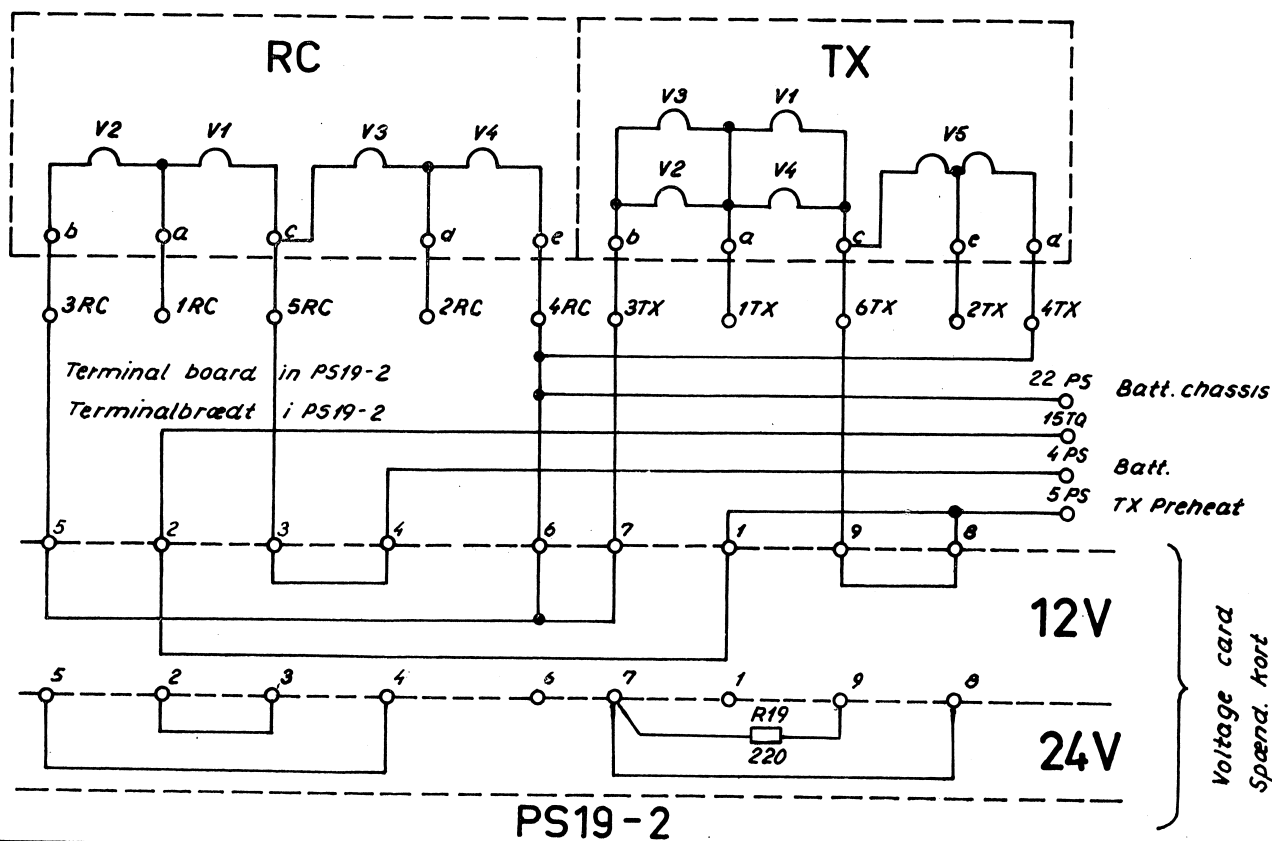 RC TX
V3 V1
V2 V1 V3 V4 V5
V2 V4
b a c d e b a c e d
3RC 1RC 5RC 2RC 4RC 3TX 1TX 6TX 2TX 4TX
Terminal board in PS19-2
Terminalbrædt i PS19-2
22 PS Batt. chassis
15TQ
4 PS Batt.
5 PS TX Preheat
5 2 3 4 6 7 1 9 8
12V
5 2 3 4 6 7 1 9 8
R19
220
24V
Voltage card
Spænd. kort
PS19-2